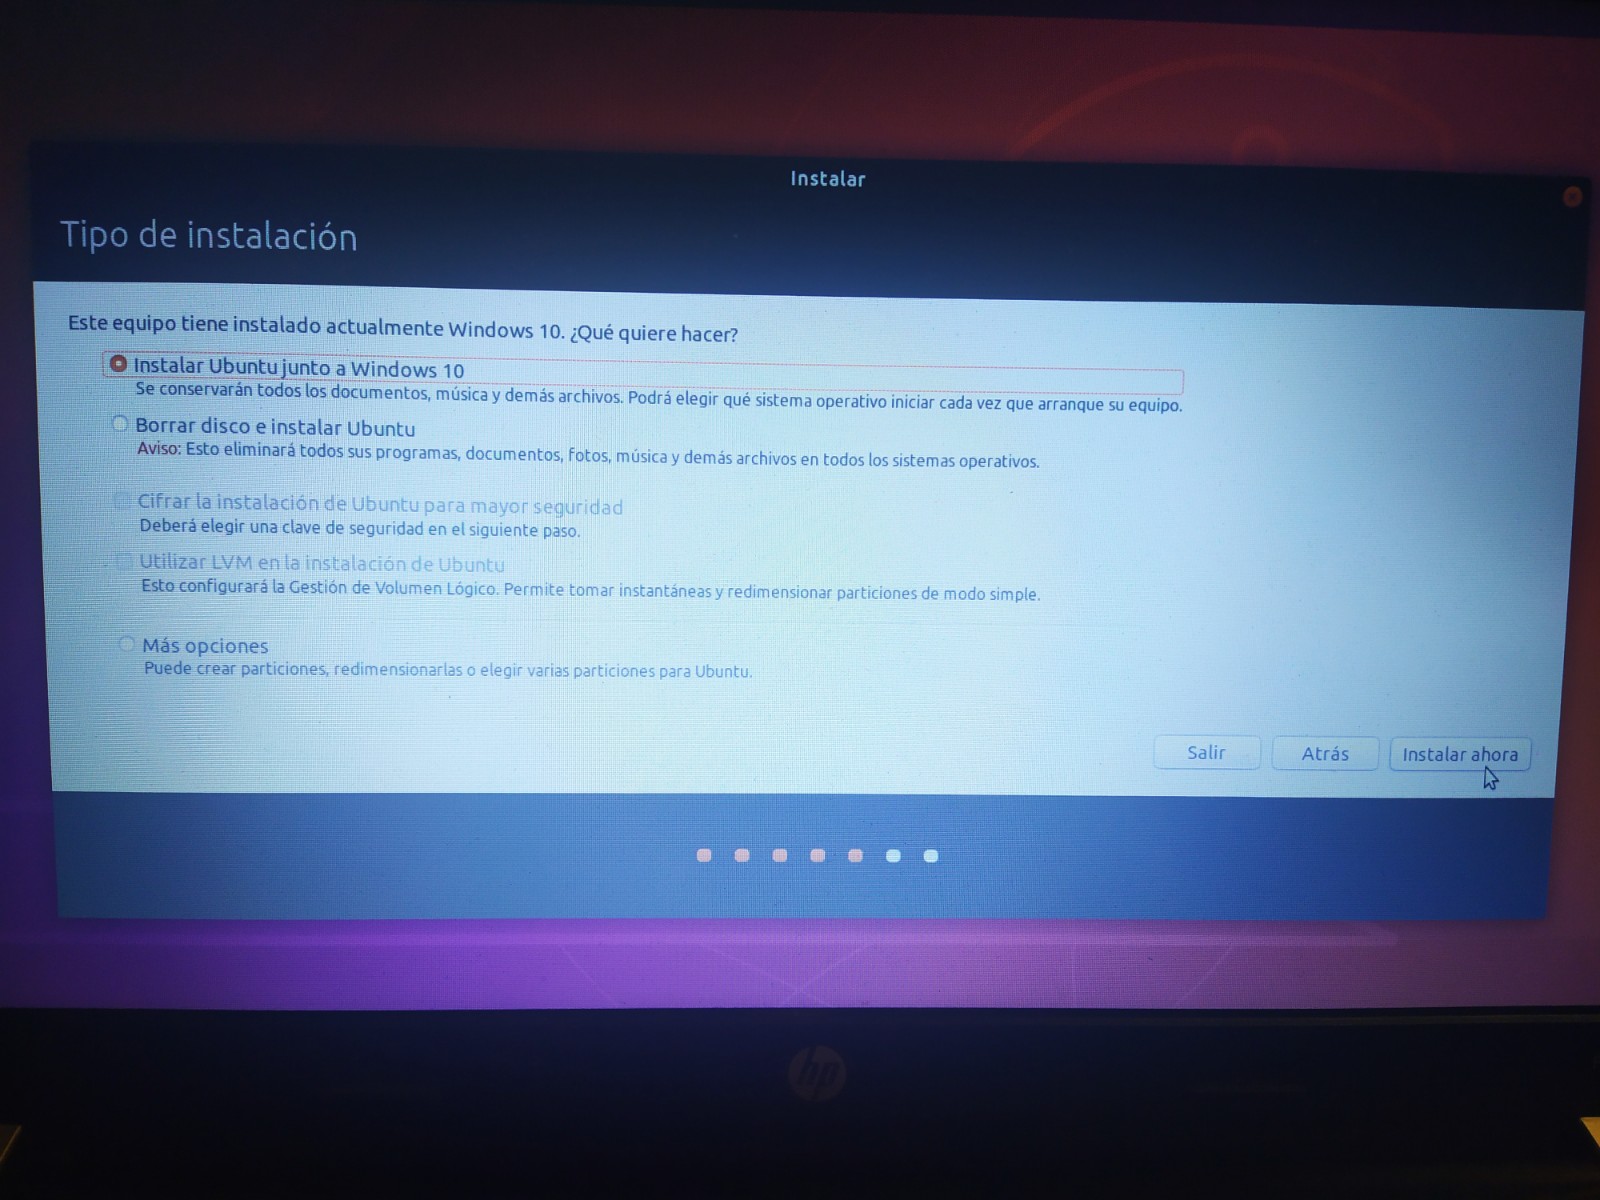 Instalar
Tipo de instalación
Este equipo tiene instalado actualmente Windows 10. ¿Qué quiere hacer?
Instalar Ubuntu junto a Windows 10
Se conservarán todos los documentos, música y demás archivos. Podrá elegir qué sistema operativo iniciar cada vez que arranque su equipo.
Borrar disco e instalar Ubuntu
Aviso: Esto eliminará todos sus programas, documentos, fotos, música y demás archivos en todos los sistemas operativos.
Cifrar la instalación de Ubuntu para mayor seguridad
Deberá elegir una clave de seguridad en el siguiente paso.
Utilizar LVM en la instalación de Ubuntu
Esto configurará la Gestión de Volumen Lógico. Permite tomar instantáneas y redimensionar particiones de modo simple.
Más opciones
Puede crear particiones, redimensionarlas o elegir varias particiones para Ubuntu.
Salir Atrás Instalar ahora
hp